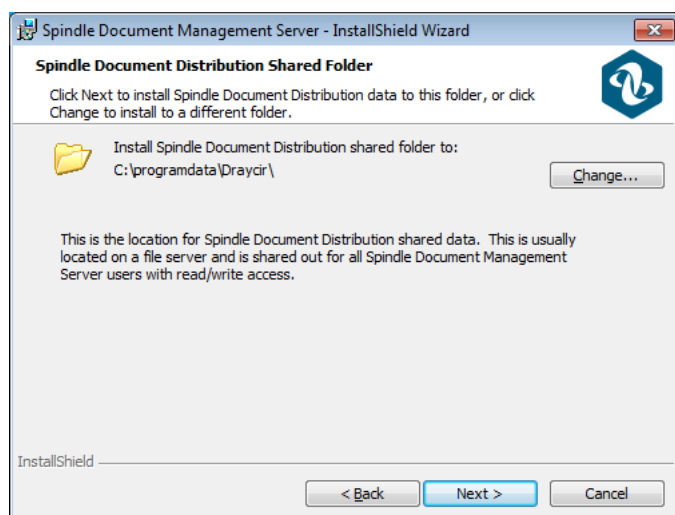 Spindle Document Management Server - InstallShield Wizard
Spindle Document Distribution Shared Folder
Click Next to install Spindle Document Distribution data to this folder, or click
Change to install to a different folder.
Install Spindle Document Distribution shared folder to:
C:\programdata\Draycir\
Change...
This is the location for Spindle Document Distribution shared data.  This is usually
located on a file server and is shared out for all Spindle Document Management
Server users with read/write access.
InstallShield
< Back
Next >
Cancel